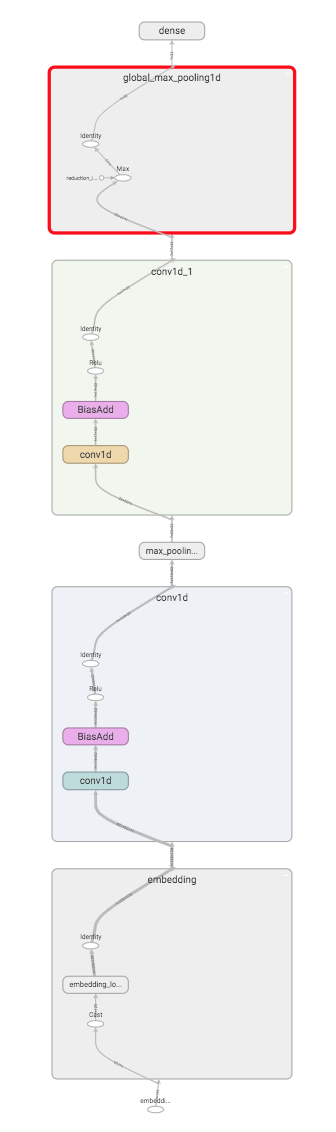 dense
global_max_pooling1d
Identity
Max
reduction_i...
conv1d_1
Identity
Relu
BiasAdd
conv1d
max_poolin...
conv1d
Identity
Relu
BiasAdd
conv1d
embedding
Identity
embedding_lo...
Cast
embeddi...